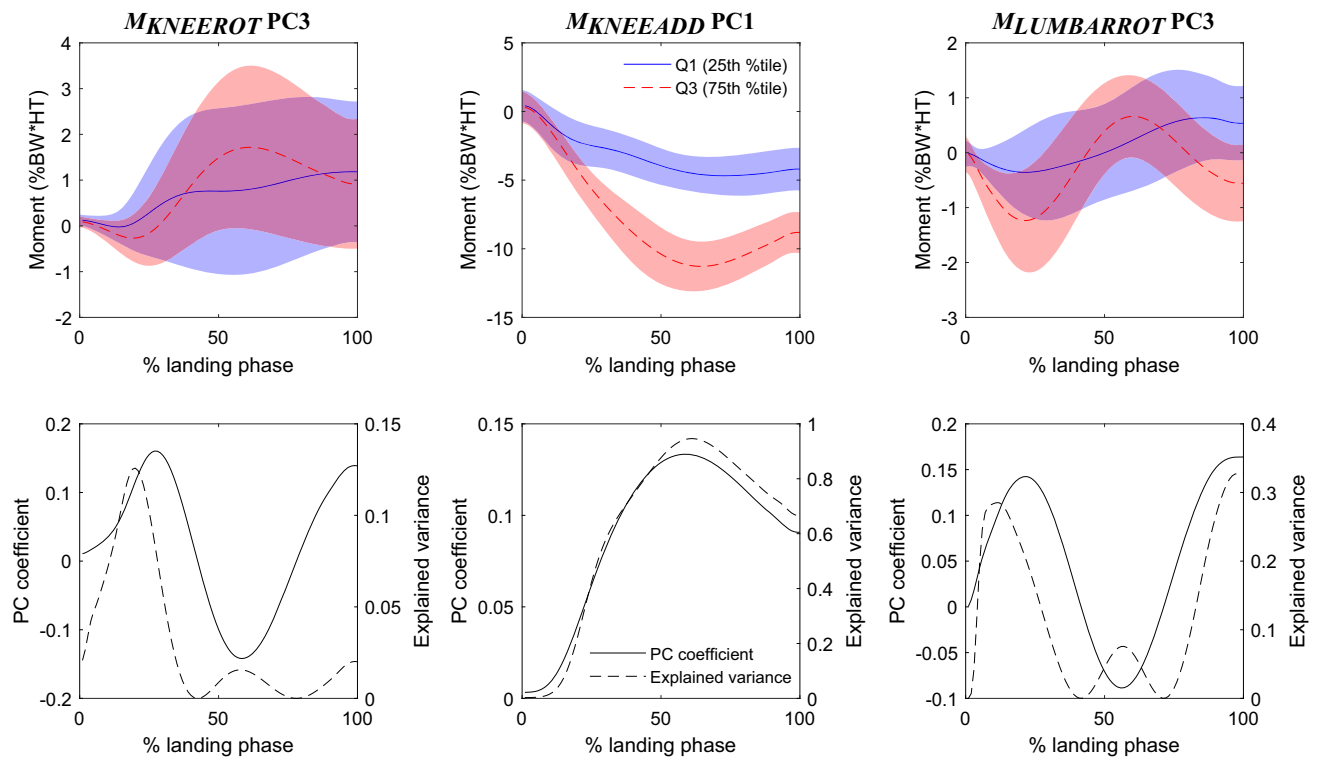 M_KNEEROT PC3
4
3
2
1
0
-1
-2
Moment (%BW*HT)
0 50 100
% landing phase
M_KNEEADD PC1
5
0
-5
-10
-15
Moment (%BW*HT)
Q1 (25th %tile)
Q3 (75th %tile)
0 50 100
% landing phase
M_LUMBARROT PC3
2
1
0
-1
-2
-3
Moment (%BW*HT)
0 50 100
% landing phase
0.2
0.1
0
-0.1
-0.2
PC coefficient
0.15
0.1
0.05
0
Explained variance
0 50 100
% landing phase
0.15
0.1
0.05
0
PC coefficient
1
0.8
0.6
0.4
0.2
0
Explained variance
PC coefficient
Explained variance
0 50 100
% landing phase
0.2
0.15
0.1
0.05
0
-0.05
-0.1
PC coefficient
0.4
0.3
0.2
0.1
0
Explained variance
0 50 100
% landing phase